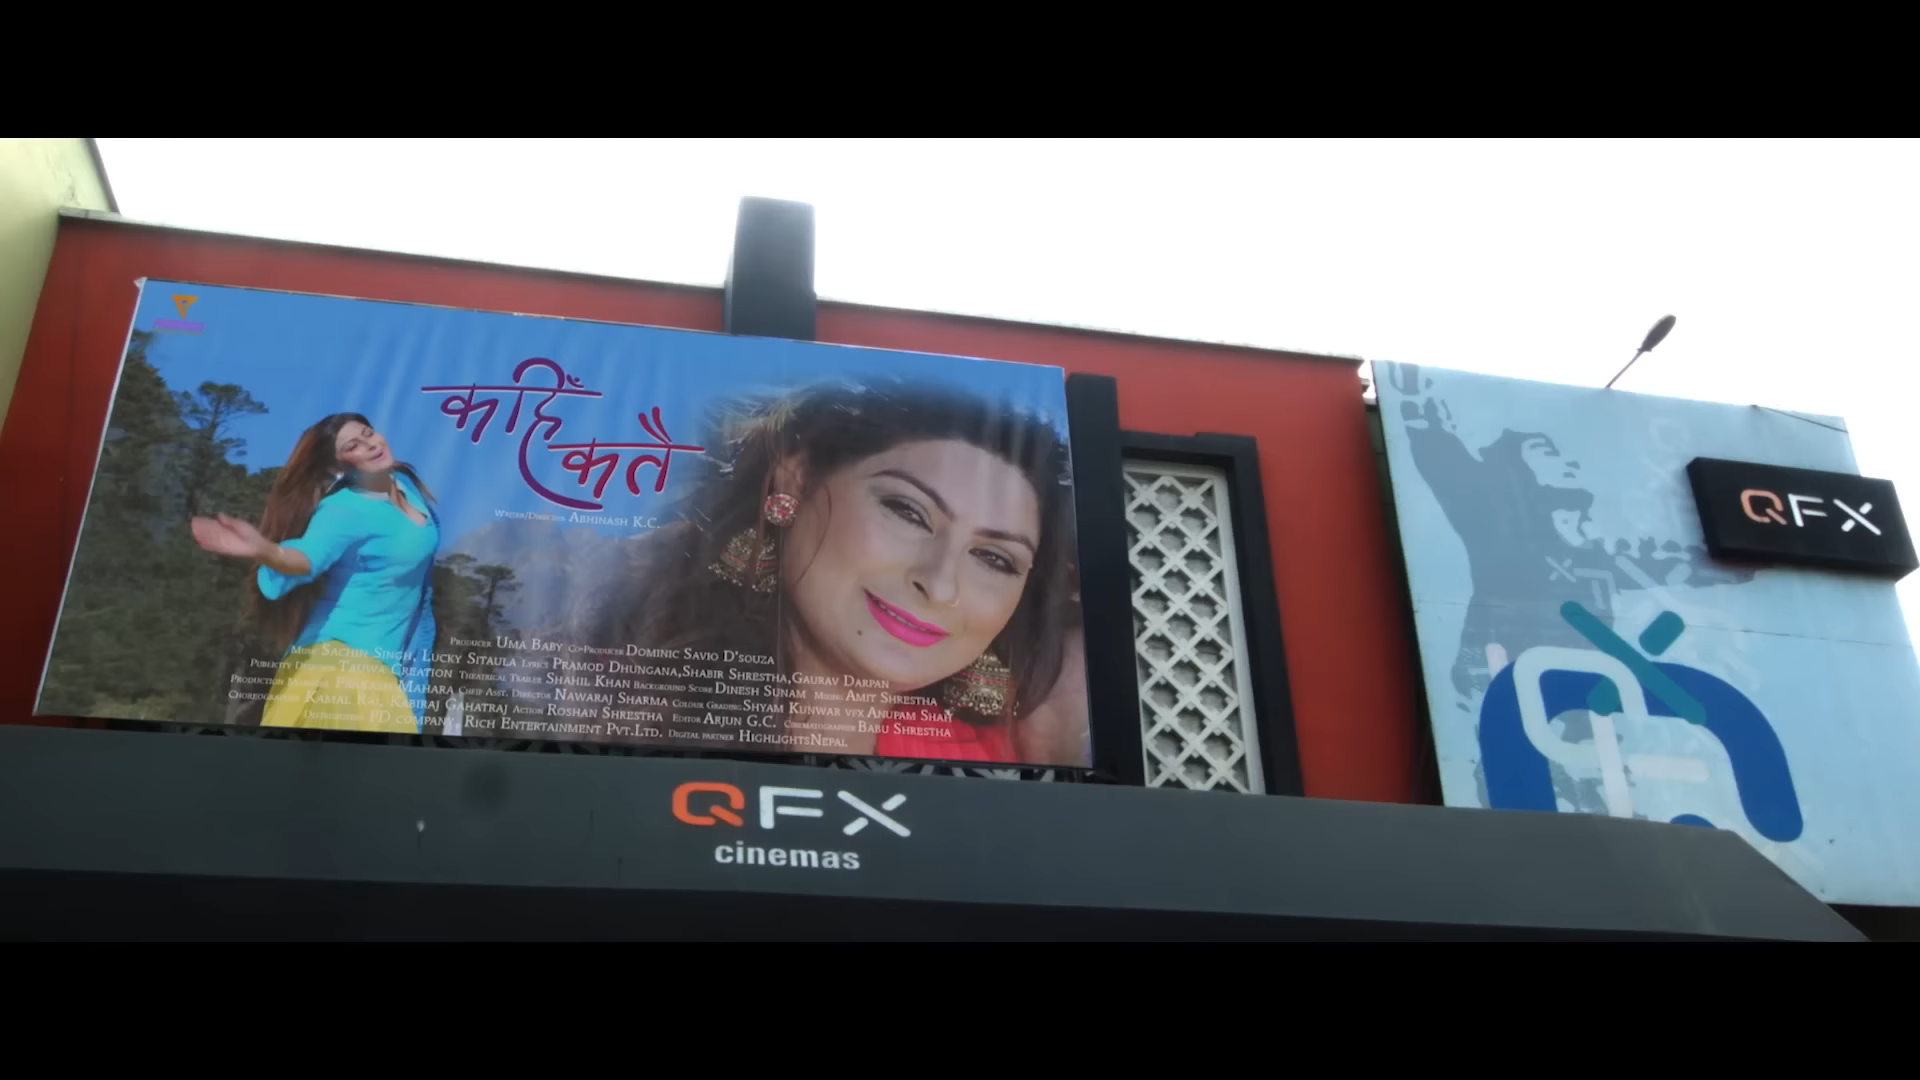 कहिँ
कतै
Writer/Director Abhinash K.C.
Producer Uma Baby Co-Producer Dominic Savio D'souza
Music Sachin Singh, Lucky Sitaula Lyrics Pramod Dhungana,Shabir Shrestha,Gaurav Darpan
Publicity Designer Tauwa Creation Theatrical Trailer Shahil Khan Background Score Dinesh Sunam Mixing Amit Shrestha
Production Manager Prakash Mahara Chief Asst. Director Nawaraj Sharma Colour Grading Shyam Kunwar VFX Anupam Shah
Choreographer Kamal Rai, Kabiraj Gahatraj Action Roshan Shrestha Editor Arjun G.C. Cinematographer Babu Shrestha
FD company, Rich Entertainment Pvt.Ltd. Digital partner HighlightsNepal
QFX
cinemas
QFX